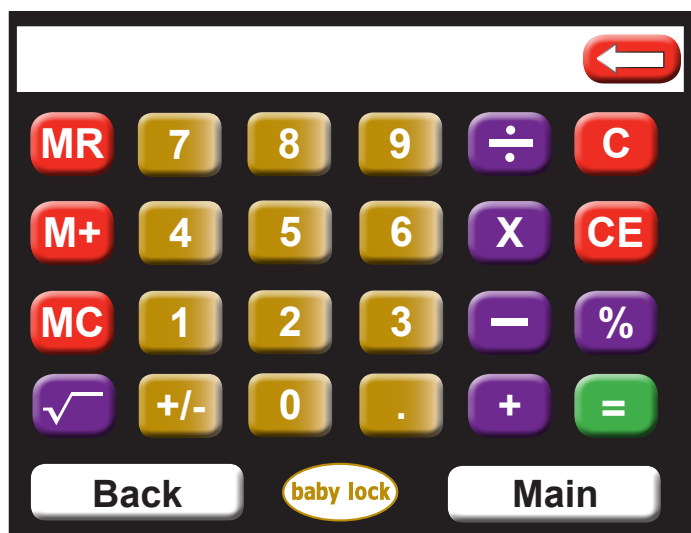 MR 7 8 9 ÷ C
M+ 4 5 6 X CE
MC 1 2 3 − %
√ +/- 0 . + =
Back baby lock Main